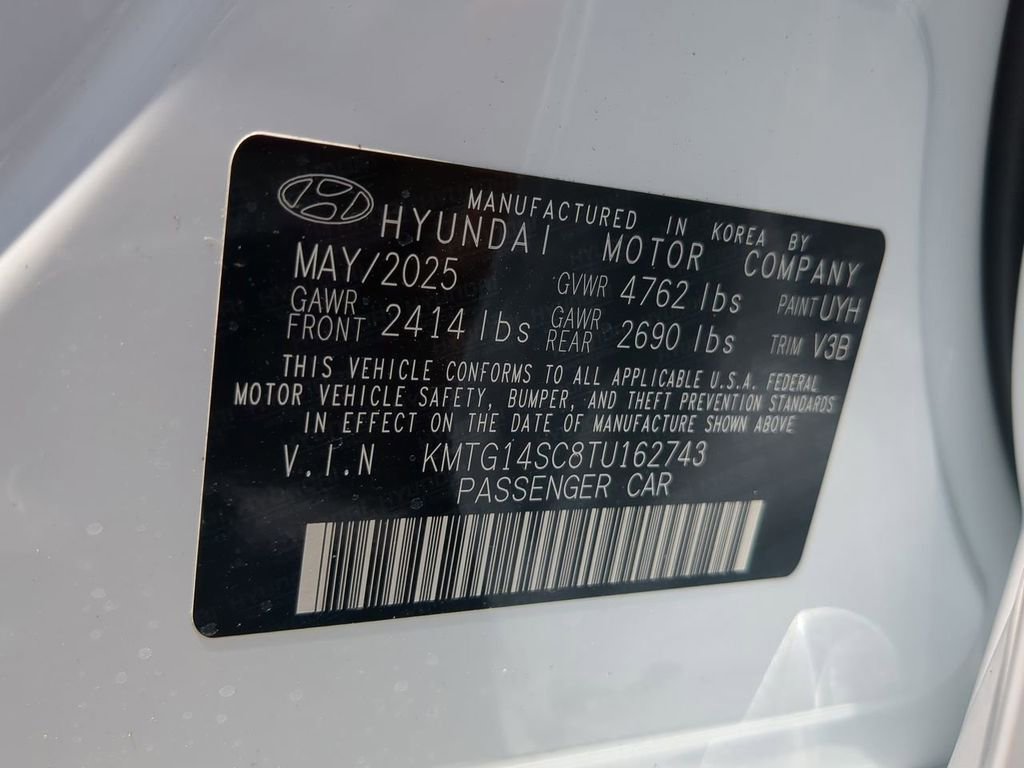 MANUFACTURED IN KOREA BY
HYUNDAI MOTOR COMPANY
MAY/2025 GVWR 4762 lbs PAINT UYH
GAWR FRONT 2414 lbs GAWR REAR 2690 lbs TRIM V3B
THIS VEHICLE CONFORMS TO ALL APPLICABLE U.S.A. FEDERAL
MOTOR VEHICLE SAFETY, BUMPER, AND THEFT PREVENTION STANDARDS
IN EFFECT ON THE DATE OF MANUFACTURE SHOWN ABOVE
V.I.N KMTG14SC8TU162743
PASSENGER CAR